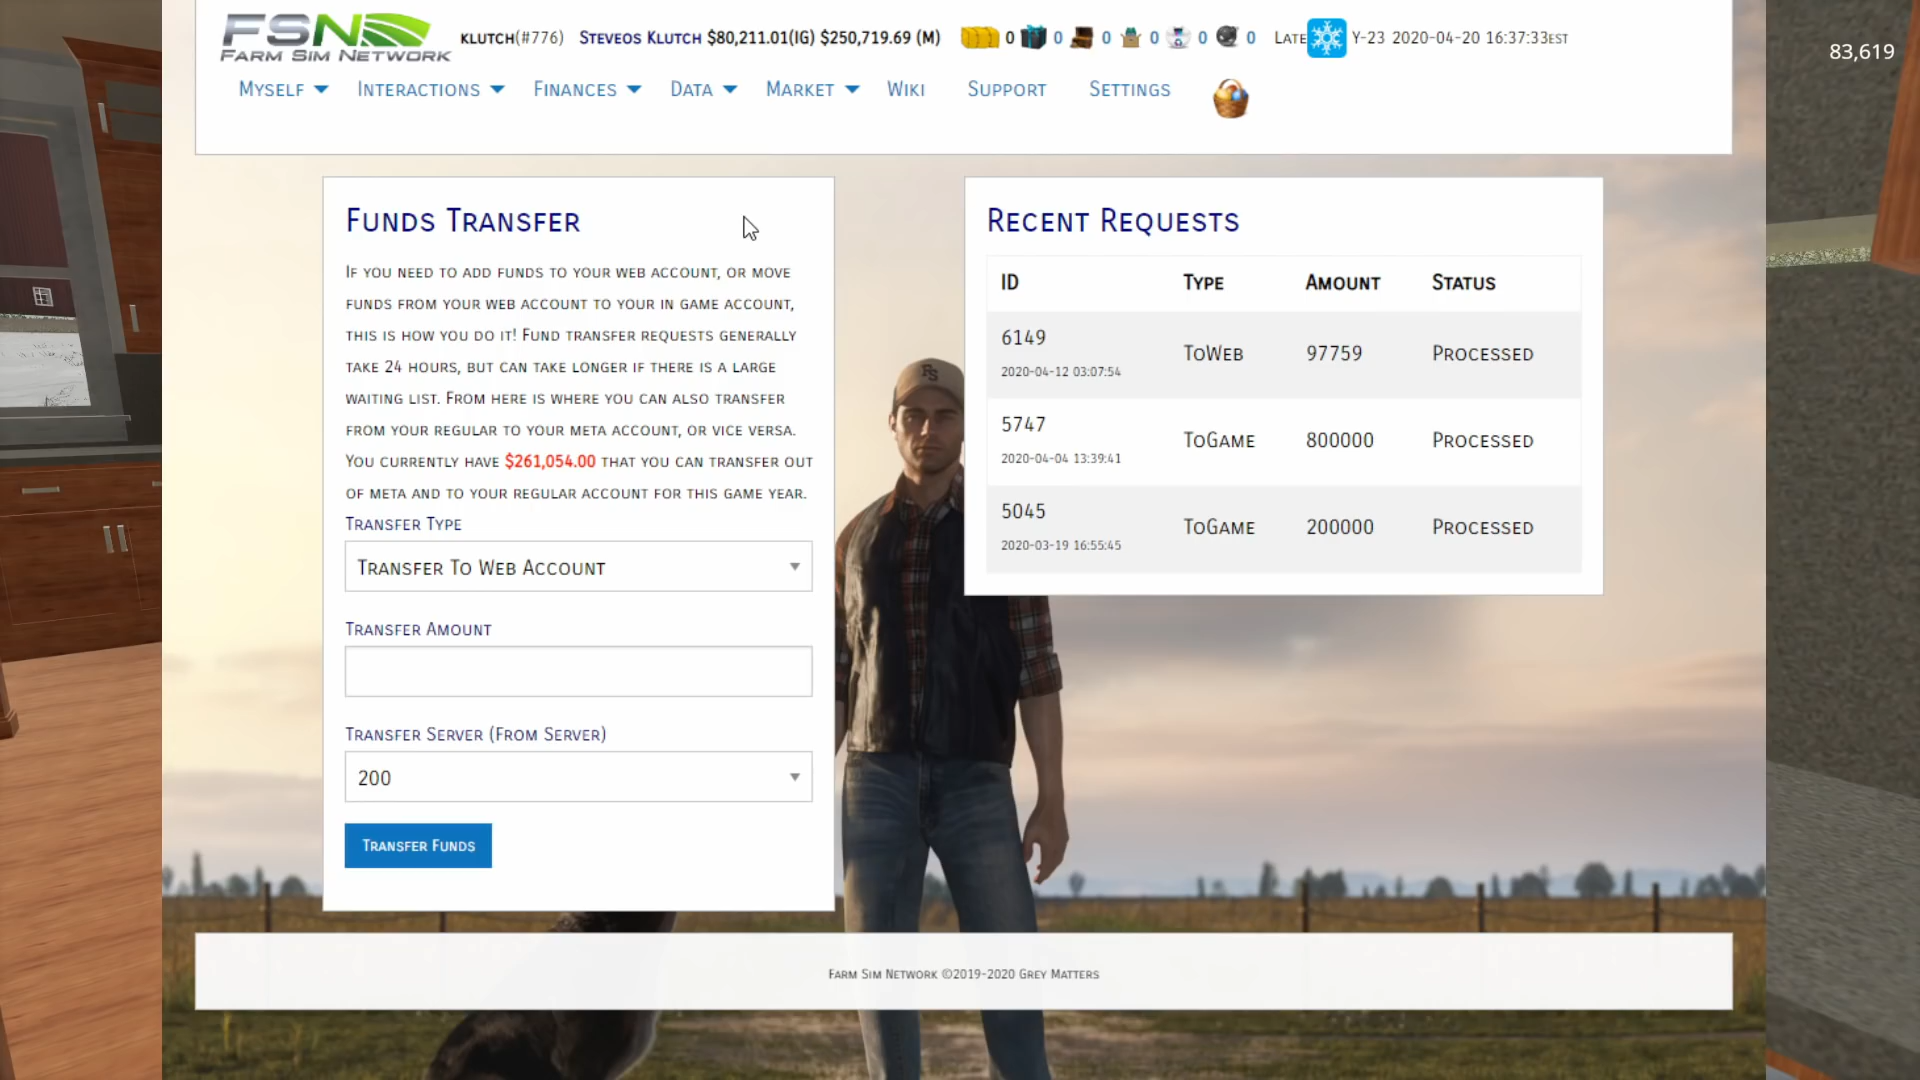 FSN
Farm Sim Network
klutch(#776) Steveos Klutch $80,211.01(IG) $250,719.69 (M) 0 0 0 0 0 0 Late Y-23 2020-04-20 16:37:33est
83,619
Myself Interactions Finances Data Market Wiki Support Settings
Funds Transfer
If you need to add funds to your web account, or move
funds from your web account to your in game account,
this is how you do it! Fund transfer requests generally
take 24 hours, but can take longer if there is a large
waiting list. From here is where you can also transfer
from your regular to your meta account, or vice versa.
You currently have $261,054.00 that you can transfer out
of meta and to your regular account for this game year.
Transfer Type
Transfer To Web Account
Transfer Amount
Transfer Server (From Server)
200
Transfer Funds
Recent Requests
ID Type Amount Status
6149
2020-04-12 03:07:54
ToWeb 97759 Processed
5747
2020-04-04 13:39:41
ToGame 800000 Processed
5045
2020-03-19 16:55:45
ToGame 200000 Processed
Farm Sim Network ©2019-2020 Grey Matters